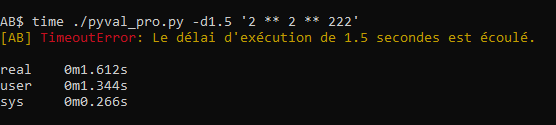 AB$ time ./pyval_pro.py -d1.5 '2 ** 2 ** 222'
[AB] TimeoutError: Le délai d'exécution de 1.5 secondes est écoulé.
real 0m1.612s
user 0m1.344s
sys 0m0.266s